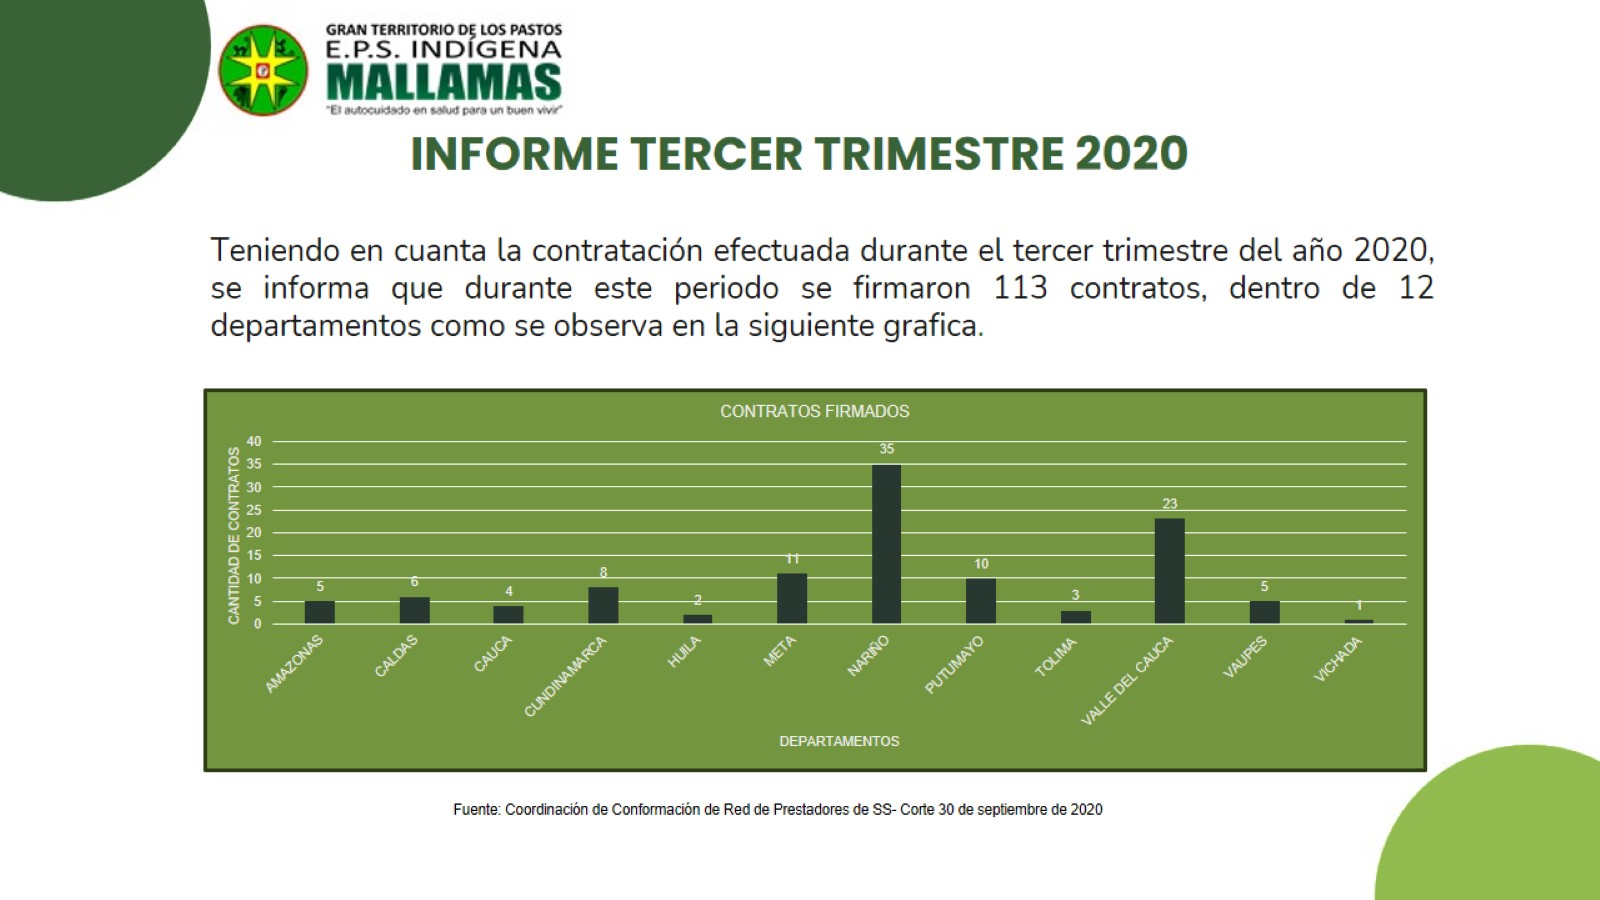 GRAN TERRITORIO DE LOS PASTOS
E.P.S. INDÍGENA
MALLAMAS
"El autocuidado en salud para un buen vivir"
INFORME TERCER TRIMESTRE 2020
Teniendo en cuanta la contratación efectuada durante el tercer trimestre del año 2020,
se informa que durante este periodo se firmaron 113 contratos, dentro de 12
departamentos como se observa en la siguiente grafica.
CONTRATOS FIRMADOS
CANTIDAD DE CONTRATOS
40
35
30
25
20
15
10
5
0
5
6
4
8
2
11
35
10
3
23
5
1
AMAZONAS
CALDAS
CAUCA
CUNDINAMARCA
HUILA
META
NARIÑO
PUTUMAYO
TOLIMA
VALLE DEL CAUCA
VAUPES
VICHADA
DEPARTAMENTOS
Fuente: Coordinación de Conformación de Red de Prestadores de SS- Corte 30 de septiembre de 2020